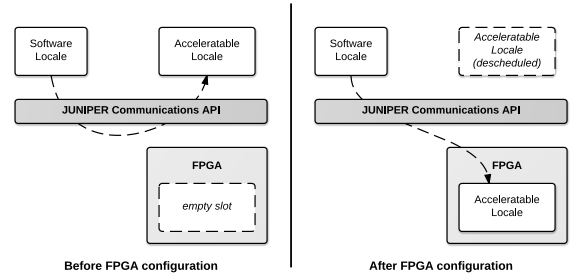 Software
Locale
Acceleratable
Locale
JUNIPER Communications API
FPGA
empty slot
Before FPGA configuration
Software
Locale
Acceleratable
Locale
(descheduled)
JUNIPER Communications API
FPGA
Acceleratable
Locale
After FPGA configuration